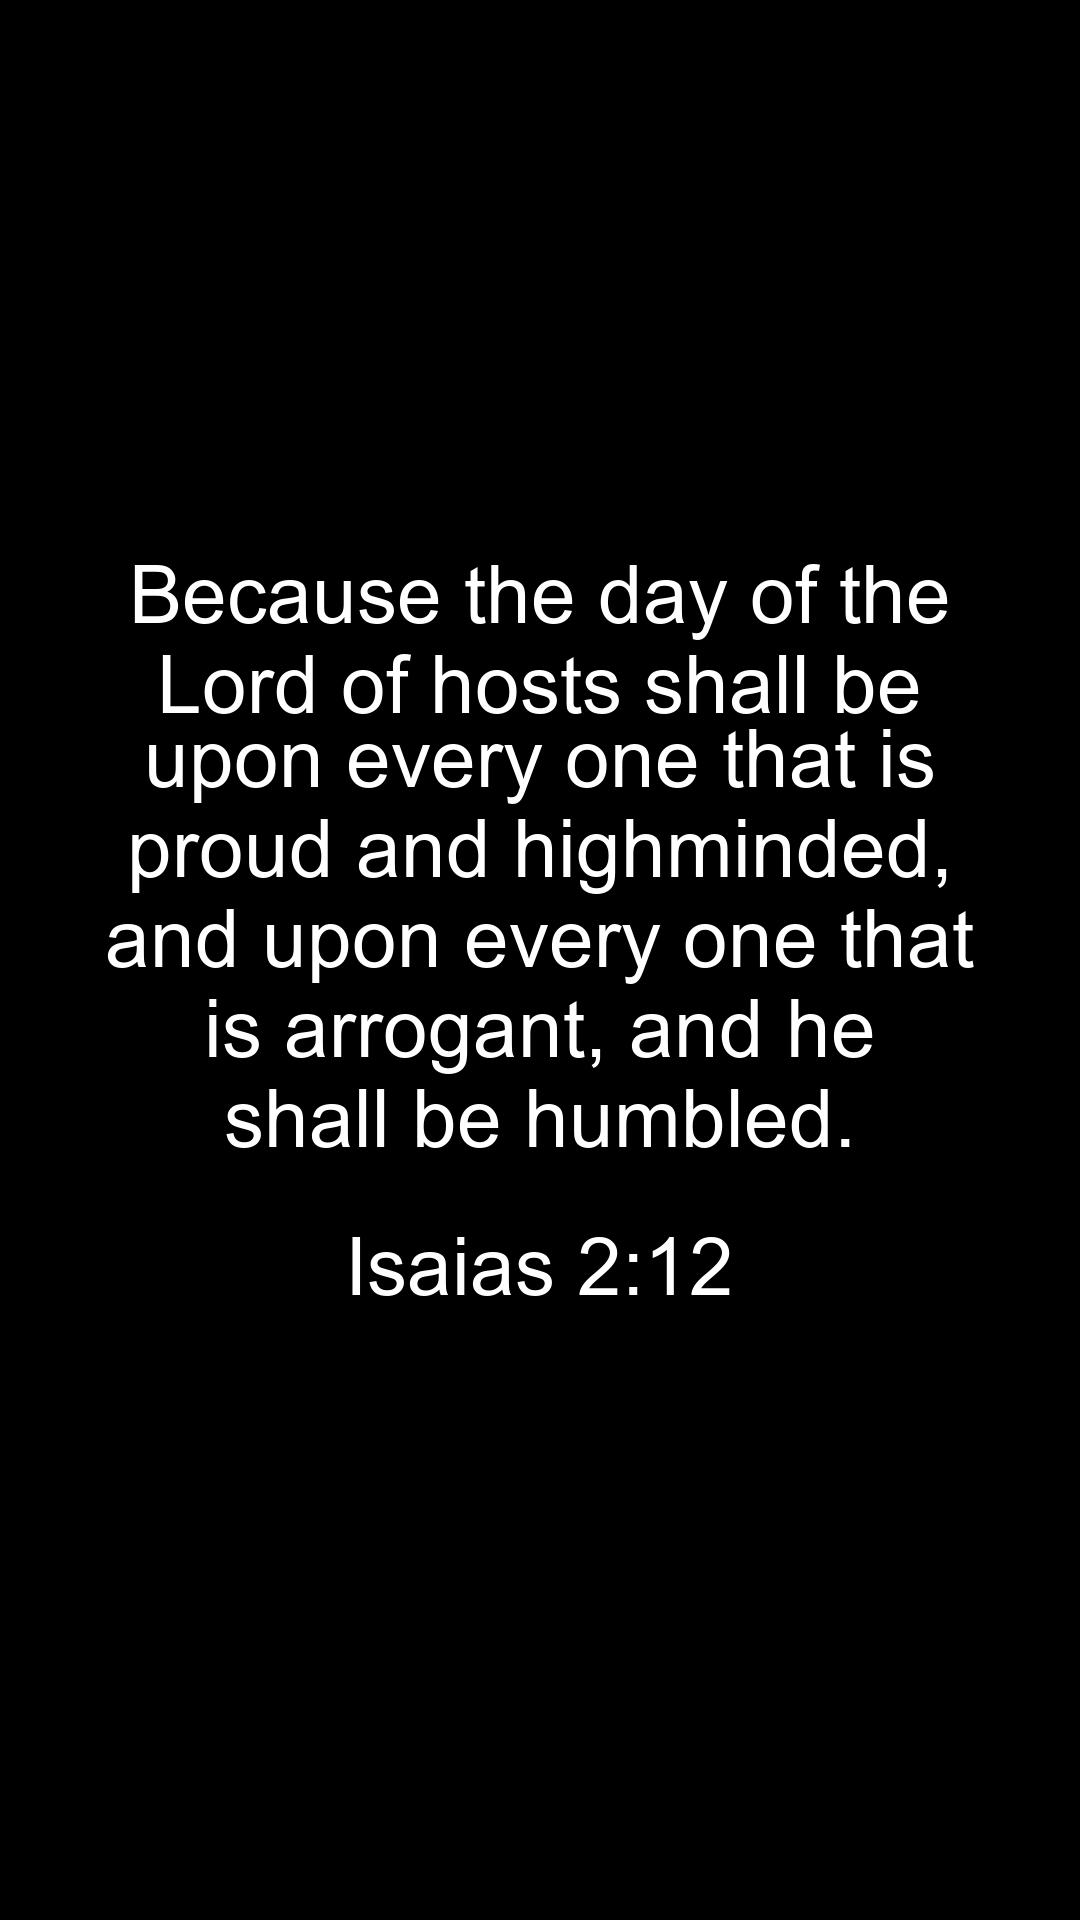 Because the day of the
Lord of hosts shall be
upon every one that is
proud and highminded,
and upon every one that
is arrogant, and he
shall be humbled.
Isaias 2:12